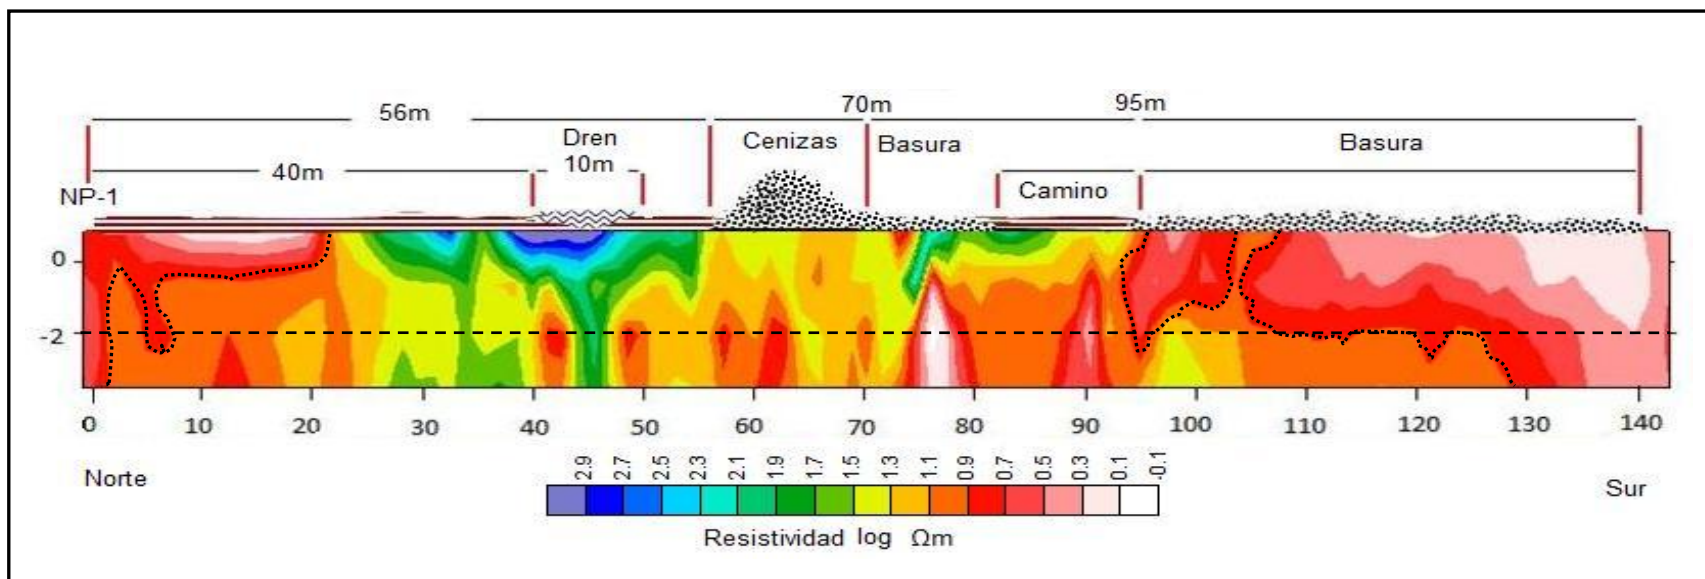 70m
95m
56m
Dren
10m
Cenizas
Basura
Basura
40m
NP-1
Camino
0
-2
0
10
20
30
40
50
60
70
80
90
100
110
120
130
140
Norte
2.9
2.7
2.5
2.3
2.1
1.9
1.7
1.5
1.3
1.1
0.9
0.7
0.5
0.3
0.1
-0.1
Sur
Resistividad log Ωm